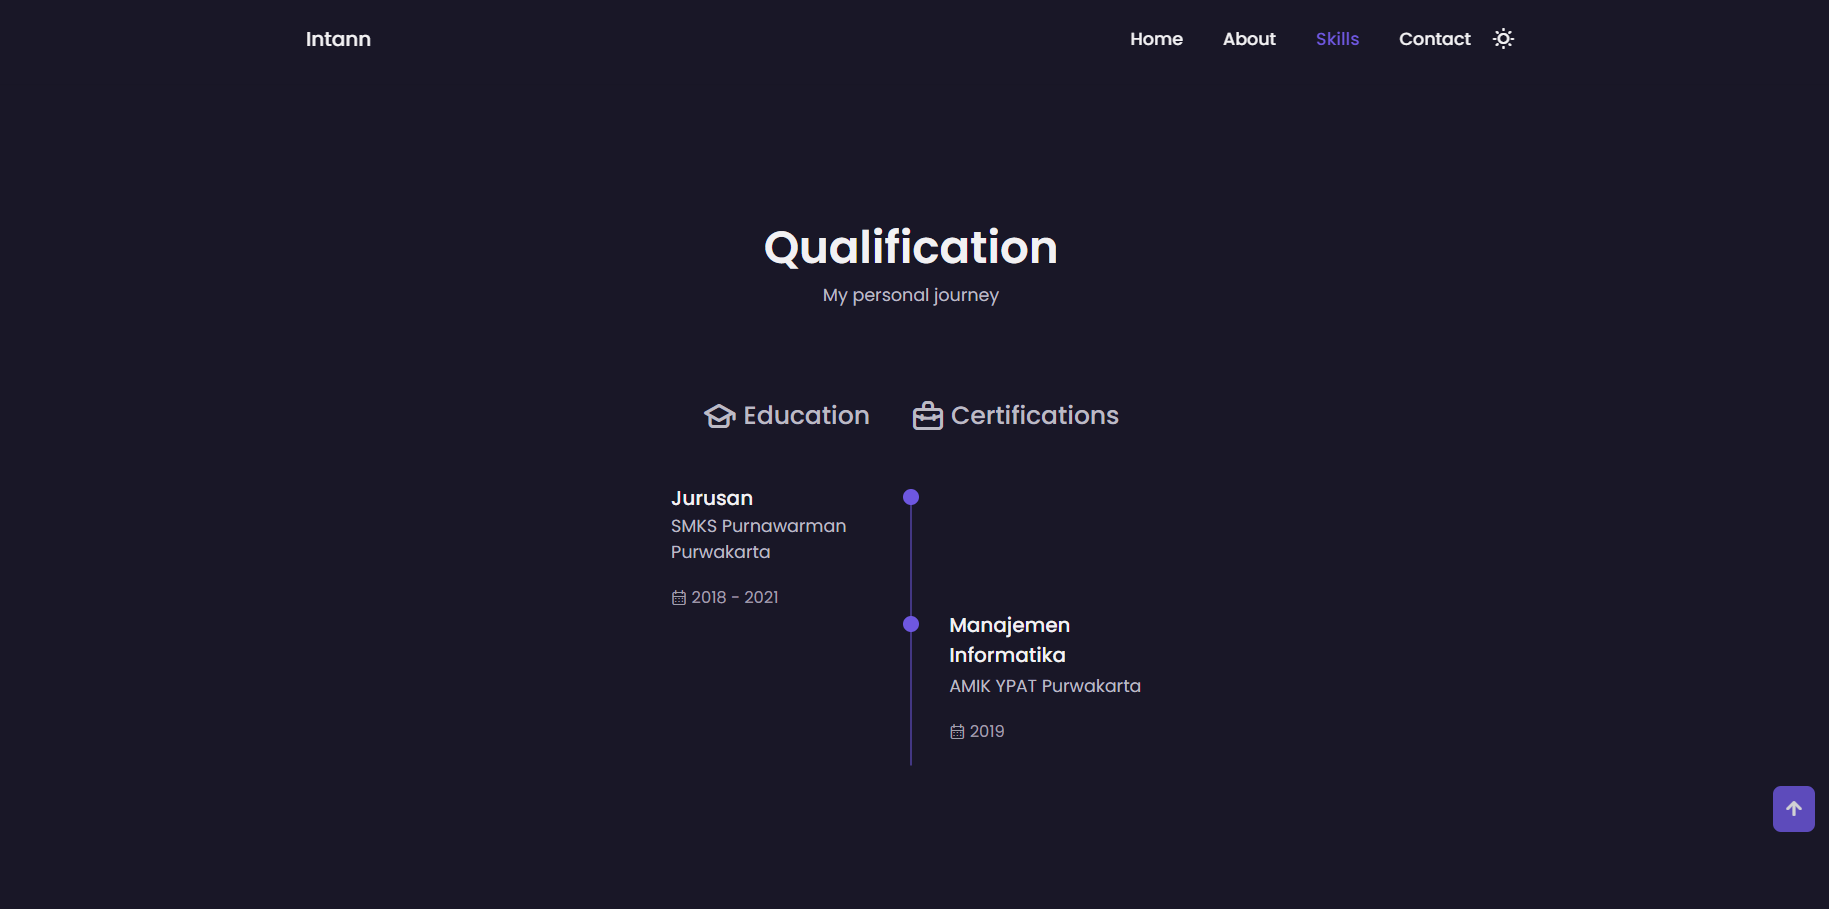 Intann
Home About Skills Contact
Qualification
My personal journey
Education Certifications
Jurusan
SMKS Purnawarman
Purwakarta
2018 - 2021
Manajemen
Informatika
AMIK YPAT Purwakarta
2019